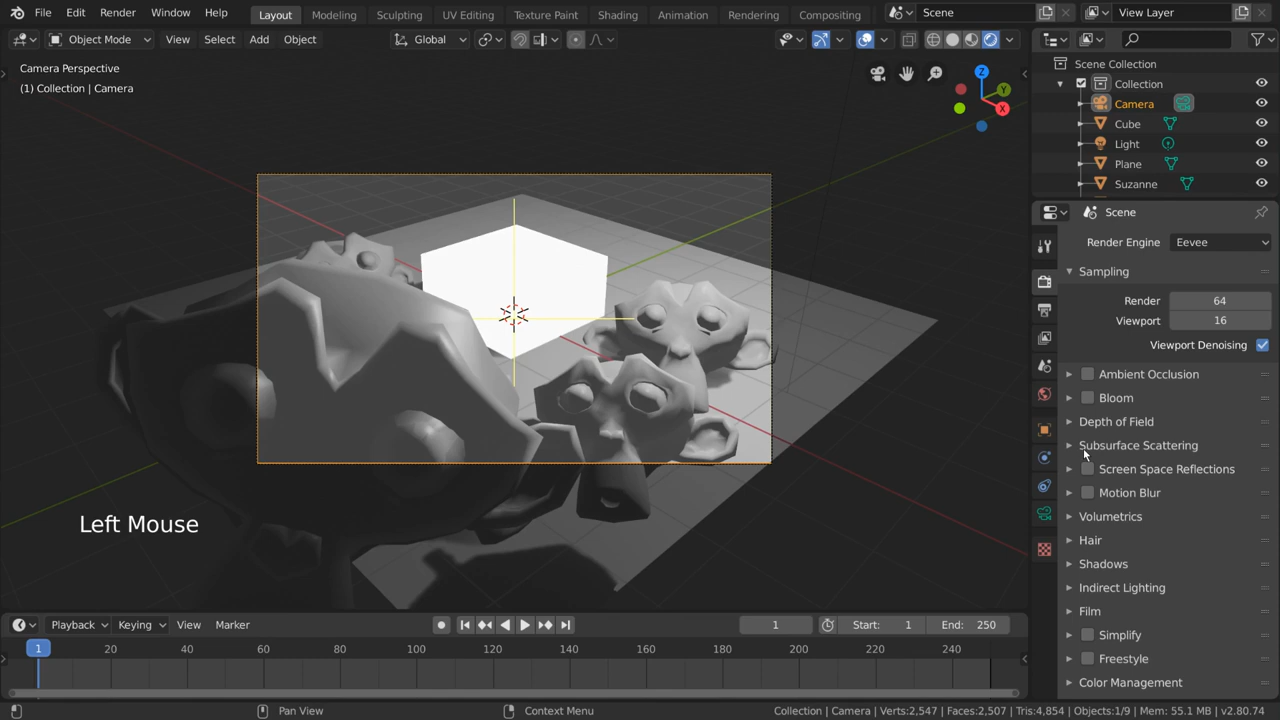 File Edit Render Window Help Layout Modeling Sculpting UV Editing Texture Paint Shading Animation Rendering Compositing Scene View Layer
Object Mode View Select Add Object Global
Camera Perspective
(1) Collection | Camera
Z
Y
X
Scene Collection
Collection
Camera
Cube
Light
Plane
Suzanne
Scene
Render Engine Eevee
Sampling
Render 64
Viewport 16
Viewport Denoising
Ambient Occlusion
Bloom
Depth of Field
Subsurface Scattering
Screen Space Reflections
Motion Blur
Volumetrics
Hair
Shadows
Indirect Lighting
Film
Simplify
Freestyle
Color Management
Left Mouse
Playback Keying View Marker 1 Start: 1 End: 250
1 20 40 60 80 100 120 140 160 180 200 220 240
Pan View Context Menu Collection | Camera | Verts:2,547 | Faces:2,507 | Tris:4,854 | Objects:1/9 | Mem: 55.1 MB | v2.80.74